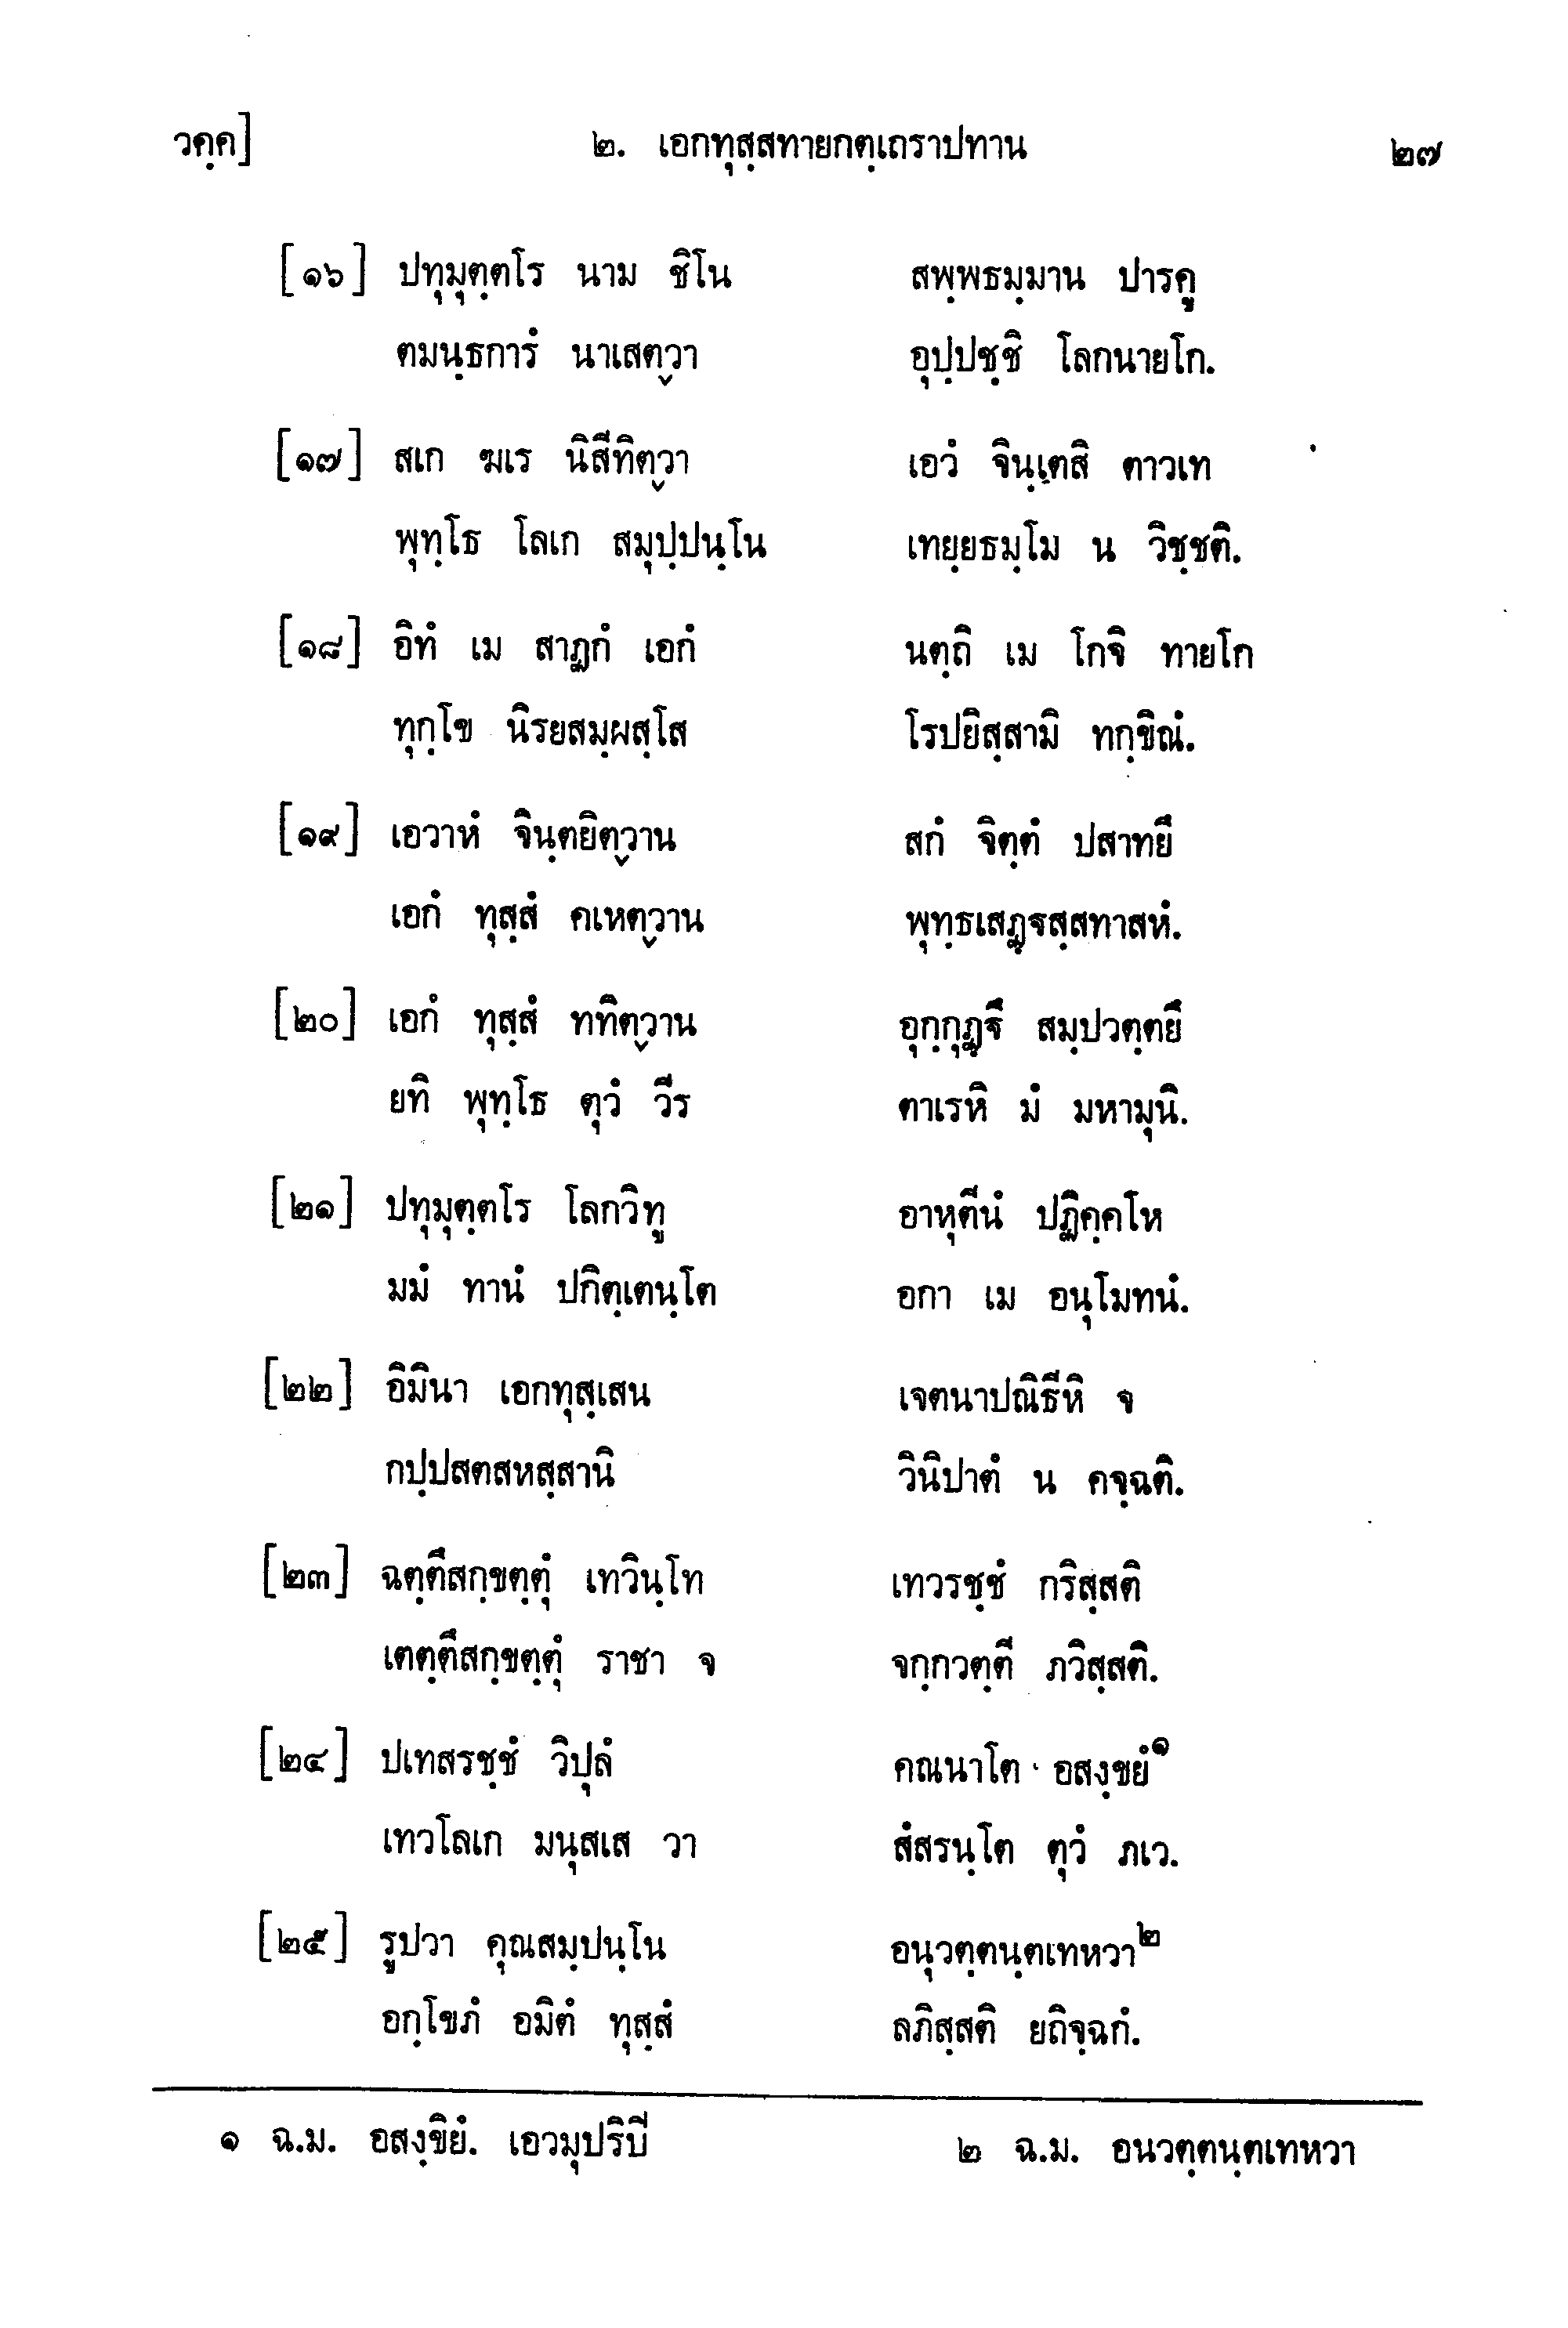 วคฺค] ๒. เอกทุสฺสทายกตฺเถราปทาน ๒๗
[๑๖] ปทุมุตฺตโร นาม ชิโน สพฺพธมฺมาน ปารคู
ตมนฺธการํ นาเสตฺวา อุปฺปชฺชิ โลกนายโก.
[๑๗] สเก ฆเร นิสีทิตฺวา เอวํ จินฺเตสิ ตาวเท
พุทฺโธ โลเก สมุปฺปนฺโน เทยฺยธมฺโม น วิชฺชติ.
[๑๘] อิทํ เม สาฏกํ เอกํ นตฺถิ เม โกจิ ทายโก
ทุกฺโข นิรยสมฺผสฺโส โรปยิสฺสามิ ทกฺขิณํ.
[๑๙] เอวาหํ จินฺตยิตฺวาน สกํ จิตฺตํ ปสาทยึ
เอกํ ทุสฺสํ คเหตฺวาน พุทฺธเสฏฺฐสฺสทาสหํ.
[๒๐] เอกํ ทุสฺสํ ททิตฺวาน อุกฺกุฏฺฐึ สมฺปวตฺตยึ
ยทิ พุทฺโธ ตุวํ วีร ตาเรหิ มํ มหามุนิ.
[๒๑] ปทุมุตฺตโร โลกวิทู อาหุตีนํ ปฏิคฺคโห
มมํ ทานํ ปกิตฺเตนฺโต อกา เม อนุโมทนํ.
[๒๒] อิมินา เอกทุสฺเสน เจตนาปณิธีหิ จ
กปฺปสตสหสฺสานิ วินิปาตํ น คจฺฉติ.
[๒๓] ฉตฺตึสกฺขตฺตุํ เทวินฺโท เทวรชฺชํ กริสฺสติ
เตตฺตึสกฺขตฺตุํ ราชา จ จกฺกวตฺตี ภวิสฺสติ.
[๒๔] ปเทสรชฺชํ วิปุลํ คณนาโต อสงฺขยํ๑
เทวโลเก มนุสเส วา สํสรนฺโต ตุวํ ภเว.
[๒๕] รูปวา คุณสมฺปนฺโน อนุวตฺตนฺตเทหวา๒
อกฺโขภํ อมิตํ ทุสฺสํ ลภิสฺสติ ยถิจฺฉกํ.
๑ ฉ.ม. อสงฺขิยํ. เอวมุปริปี ๒ ฉ.ม. อนวตฺตนฺตเทหวา